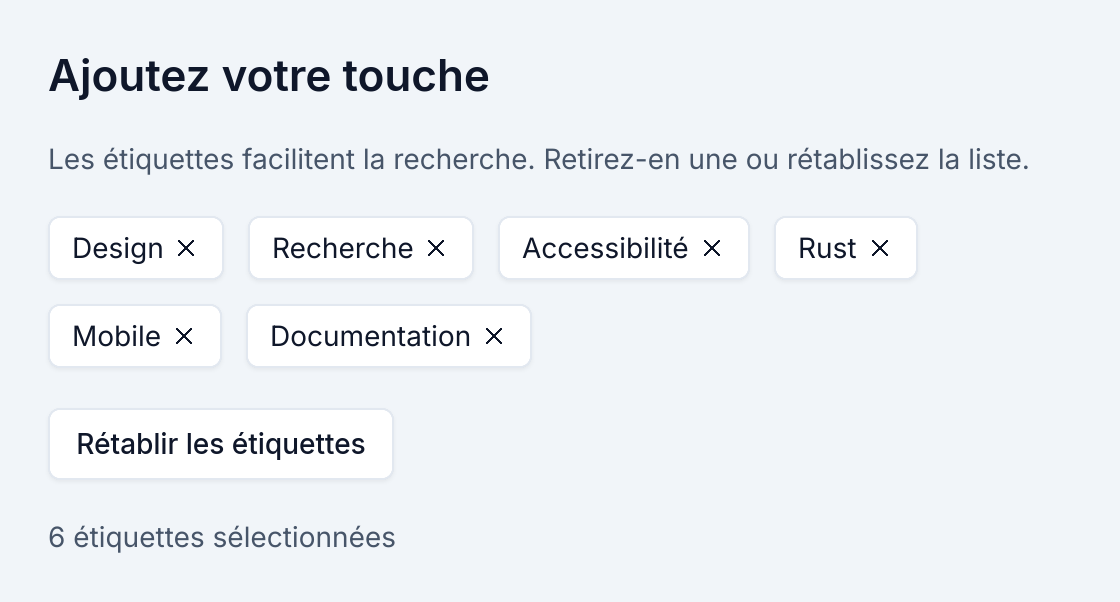 Ajoutez votre touche
Les étiquettes facilitent la recherche. Retirez-en une ou rétablissez la liste.
Design Recherche Accessibilité Rust
Mobile Documentation
Rétablir les étiquettes
6 étiquettes sélectionnées